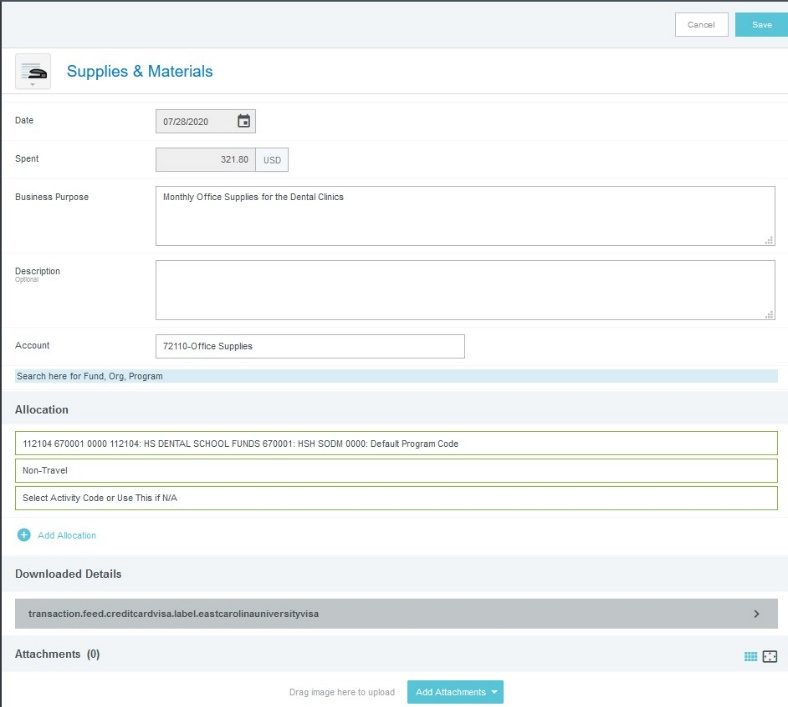 Cancel Save
Supplies & Materials
Date 07/28/2020
Spent 321.80 USD
Business Purpose Monthly Office Supplies for the Dental Clinics
Description
Optional
Account 72110-Office Supplies
Search here for Fund, Org, Program
Allocation
112104 670001 0000 112104: HS DENTAL SCHOOL FUNDS 670001: HSH SODM 0000: Default Program Code
Non-Travel
Select Activity Code or Use This if N/A
Add Allocation
Downloaded Details
transaction.feed.creditcardvisa.label.eastcarolinauniversityvisa
Attachments (0)
Drag image here to upload Add Attachments